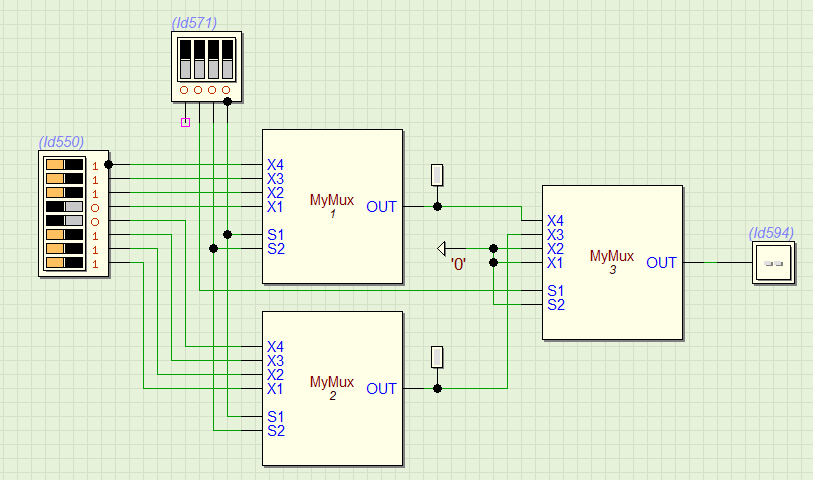 (Id571)
(Id550)
1
1
1
0
0
1
1
1
X4
X3
X2
X1
S1
S2
MyMux
1
OUT
'0'
X4
X3
X2
X1
S1
S2
MyMux
3
OUT
(Id594)
--
X4
X3
X2
X1
S1
S2
MyMux
2
OUT